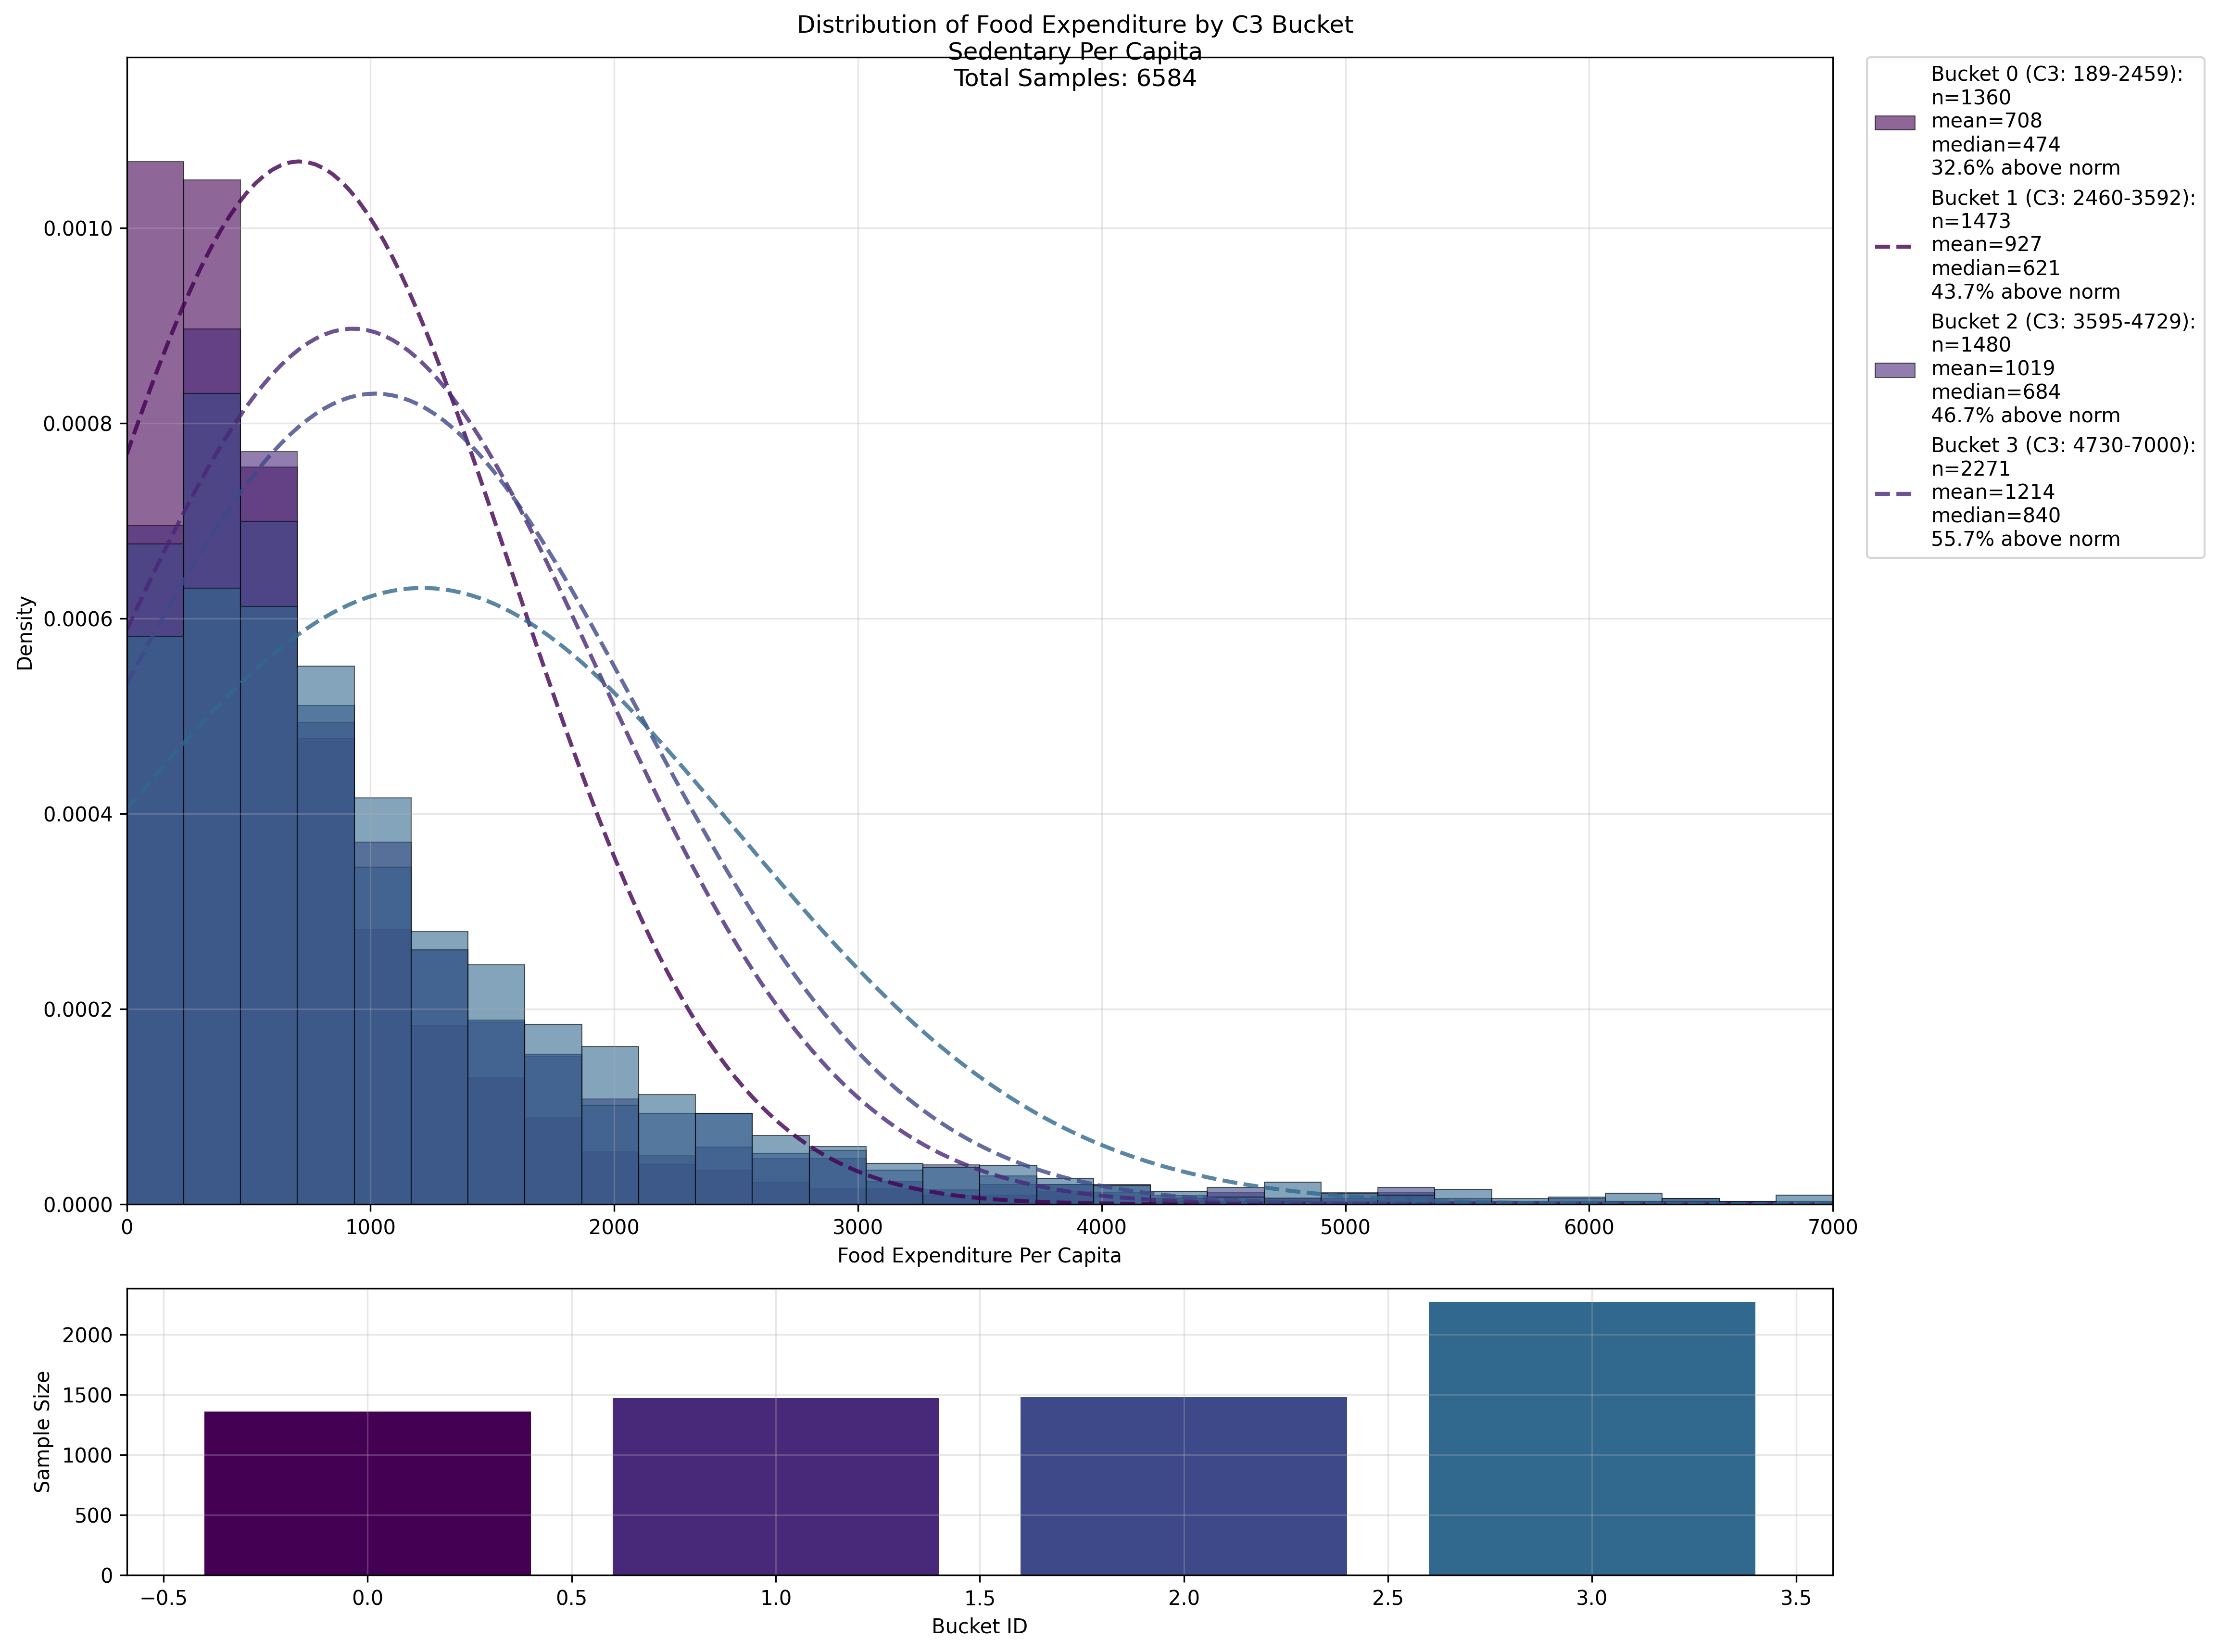 Distribution of Food Expenditure by C3 Bucket
Sedentary Per Capita
Total Samples: 6584
Density
0.0010
0.0008
0.0006
0.0004
0.0002
0.0000
0
1000
2000
3000
4000
5000
6000
7000
Food Expenditure Per Capita
Bucket 0 (C3: 189-2459):
n=1360
mean=708
median=474
32.6% above norm
Bucket 1 (C3: 2460-3592):
n=1473
mean=927
median=621
43.7% above norm
Bucket 2 (C3: 3595-4729):
n=1480
mean=1019
median=684
46.7% above norm
Bucket 3 (C3: 4730-7000):
n=2271
mean=1214
median=840
55.7% above norm
Sample Size
2000
1500
1000
500
0
−0.5
0.0
0.5
1.0
1.5
2.0
2.5
3.0
3.5
Bucket ID